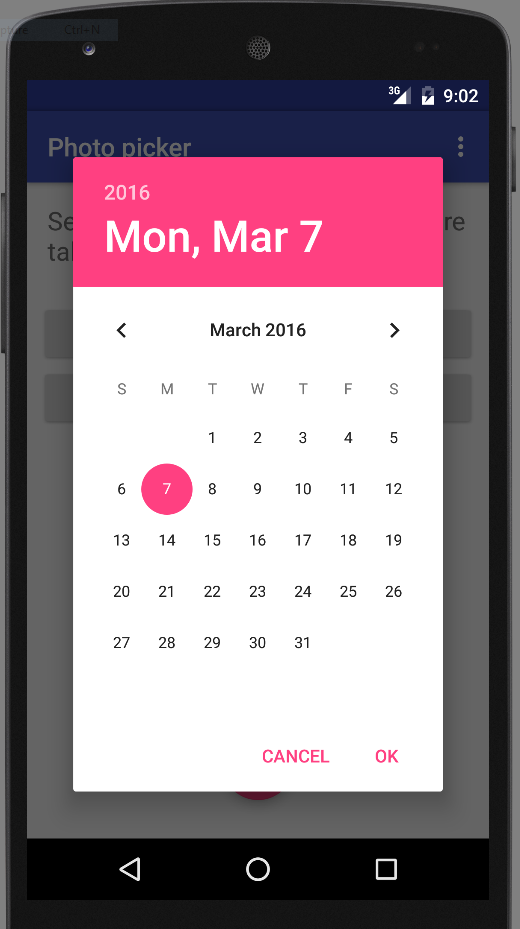 Ctrl+N
3G 9:02
Photo picker
2016
Mon, Mar 7
March 2016
S M T W T F S
1 2 3 4 5
6 7 8 9 10 11 12
13 14 15 16 17 18 19
20 21 22 23 24 25 26
27 28 29 30 31
CANCEL OK